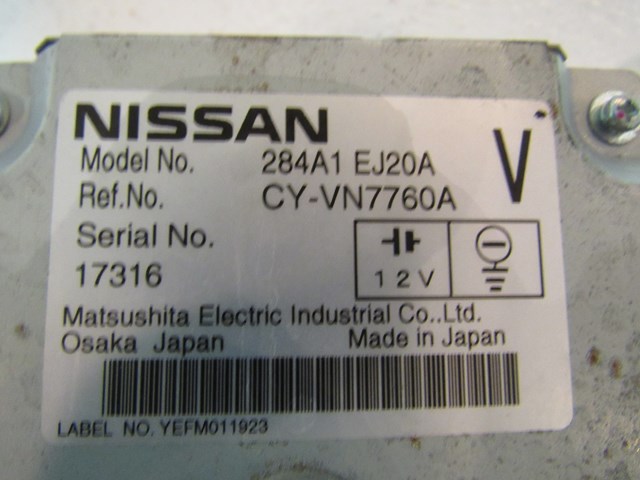 NISSAN
V
Model No. 284A1 EJ20A
Ref.No. CY-VN7760A
Serial No.
17316
12V
Matsushita Electric Industrial Co.,Ltd.
Osaka Japan Made in Japan
LABEL NO. YEFM011923